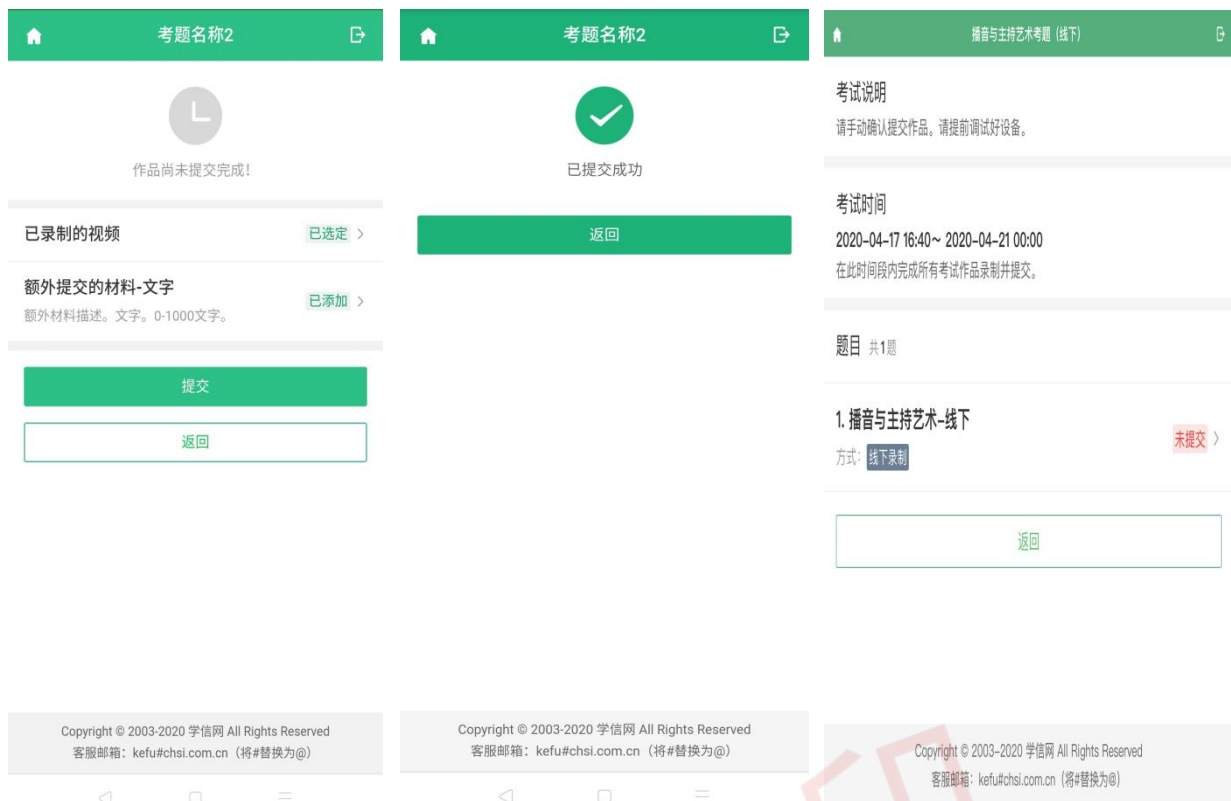 考题名称2
作品尚未提交完成!
已录制的视频
已选定
额外提交的材料-文字
额外材料描述。文字。0-1000文字。
已添加
提交
返回
Copyright © 2003-2020 学信网 All Rights Reserved
客服邮箱：kefu#chsi.com.cn（将#替换为@）
考题名称2
已提交成功
返回
Copyright © 2003-2020 学信网 All Rights Reserved
客服邮箱：kefu#chsi.com.cn（将#替换为@）
播音与主持艺术考题（线下）
考试说明
请手动确认提交作品。请提前调试好设备。
考试时间
2020-04-17 16:40~ 2020-04-21 00:00
在此时间段内完成所有考试作品录制并提交。
题目 共1题
1. 播音与主持艺术-线下
方式：线下录制
未提交
返回
Copyright © 2003-2020 学信网 All Rights Reserved
客服邮箱：kefu#chsi.com.cn（将#替换为@）